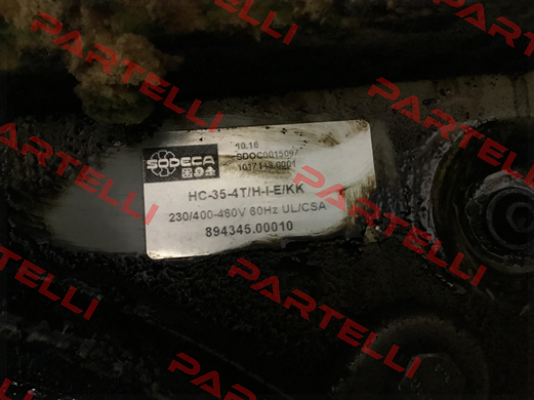 PARTELLI
PARTELLI
PARTELLI
SODECA
10.16
HC-35-4T/H-I-E/KK
230/400-460V 60Hz UL/CSA
894345.00010
PARTELLI
PARTELLI
PARTELLI
PARTELLI